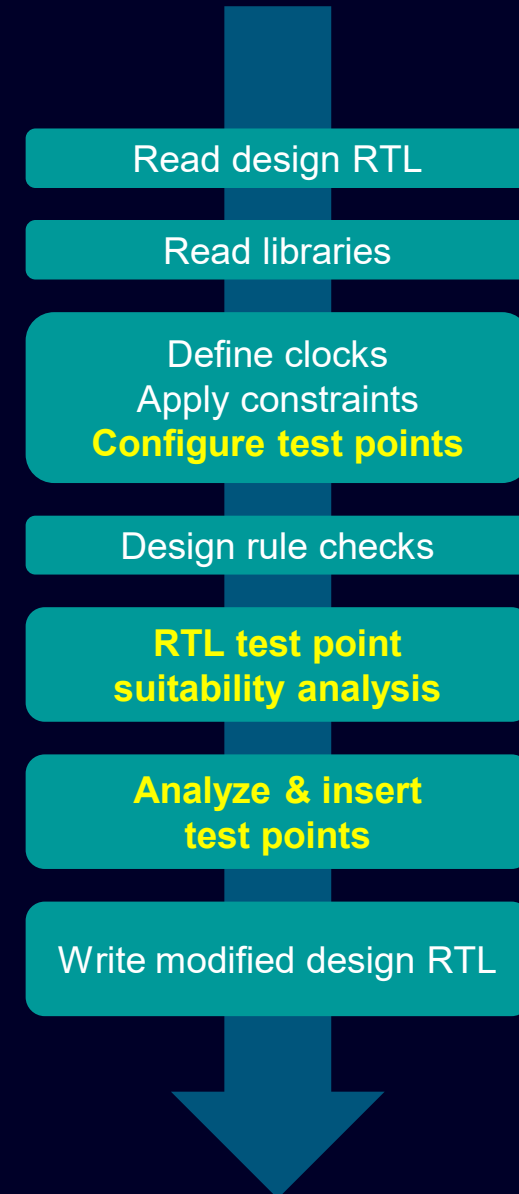 Read design RTL
Read libraries
Define clocks
Apply constraints
Configure test points
Design rule checks
RTL test point
suitability analysis
Analyze & insert
test points
Write modified design RTL